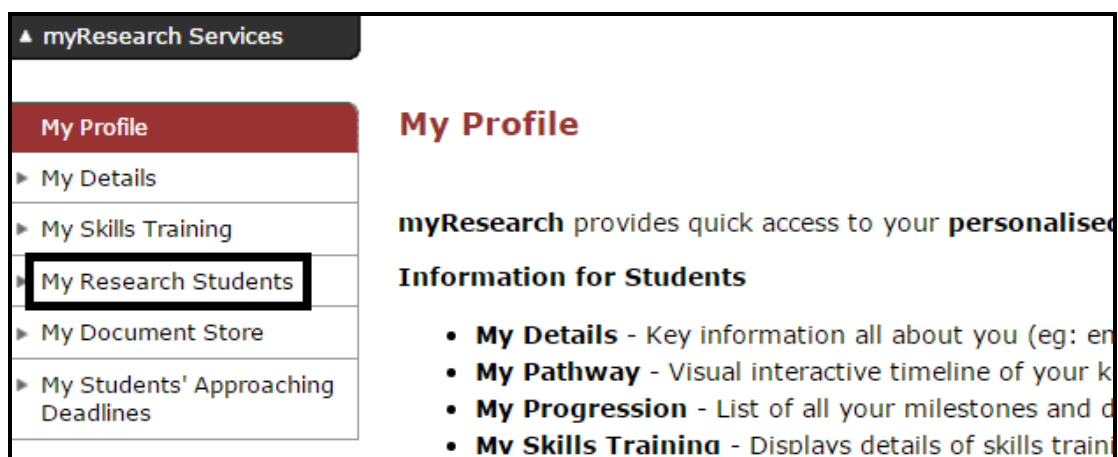 myResearch Services
My Profile
My Details
My Skills Training
My Research Students
My Document Store
My Students' Approaching
Deadlines
My Profile
myResearch provides quick access to your personalised
Information for Students
• My Details - Key information all about you (eg: en
• My Pathway - Visual interactive timeline of your k
• My Progression - List of all your milestones and d
• My Skills Training - Displays details of skills traini